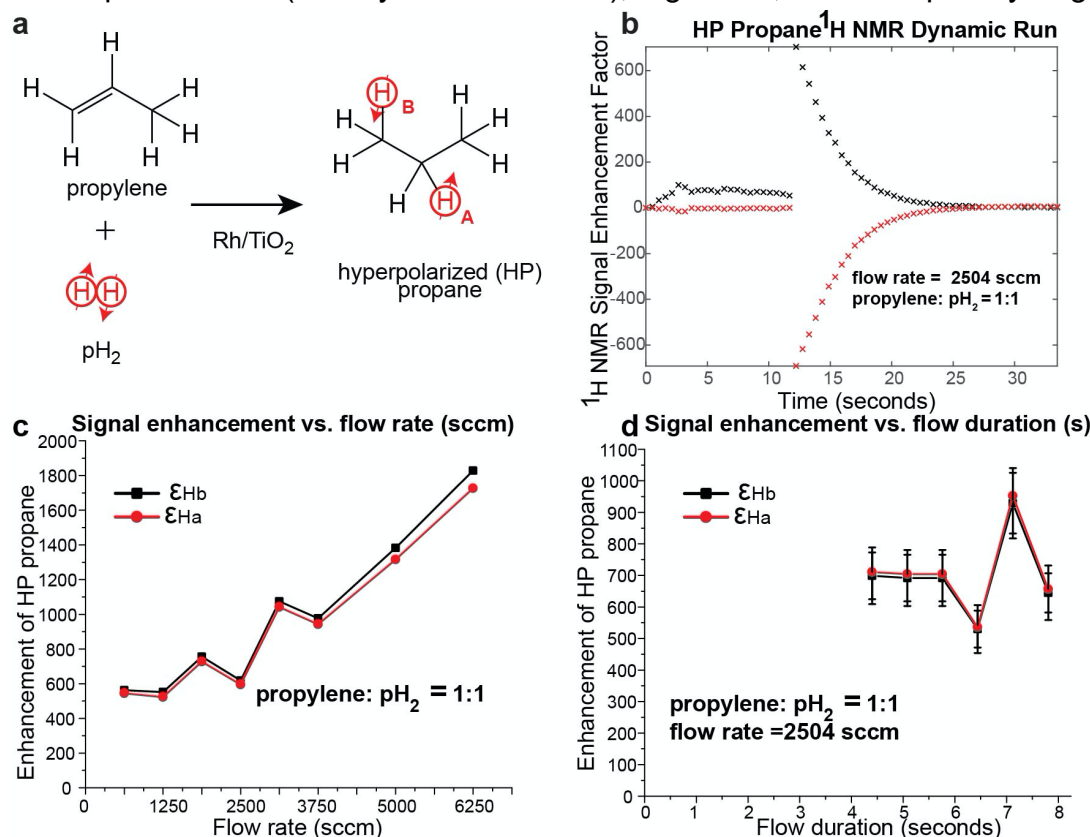 a
H
H
H
H
H
H
propylene
+
H H
pH2
Rh/TiO2
H B
H
H
H
H
H
H
H A
hyperpolarized (HP)
propane
b
HP Propane 1H NMR Dynamic Run
1H NMR Signal Enhancement Factor
600
400
200
0
-200
-400
-600
flow rate = 2504 sccm
propylene: pH2 = 1:1
0 5 10 15 20 25 30
Time (seconds)
c Signal enhancement vs. flow rate (sccm)
Enhancement of HP propane
2000
1800
1600
1400
1200
1000
800
600
400
200
0
εHb
εHa
propylene: pH2 = 1:1
0 1250 2500 3750 5000 6250
Flow rate (sccm)
d Signal enhancement vs. flow duration (s)
Enhancement of HP propane
1100
1000
900
800
700
600
500
400
300
200
100
0
εHb
εHa
propylene: pH2 = 1:1
flow rate =2504 sccm
0 1 2 3 4 5 6 7 8
Flow duration (seconds)